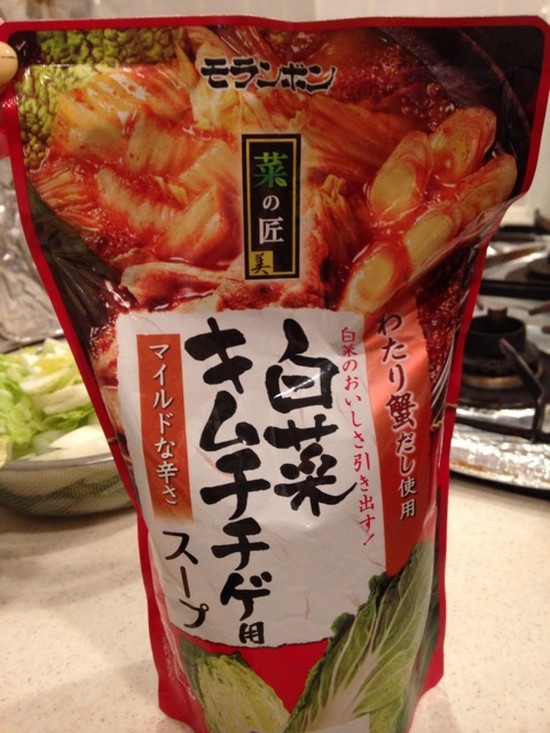 モランボン
菜の匠
美
わたり蟹だし使用
白菜のおいしさ引き出す!
白菜
キムチチゲ用
スープ
マイルドな辛さ